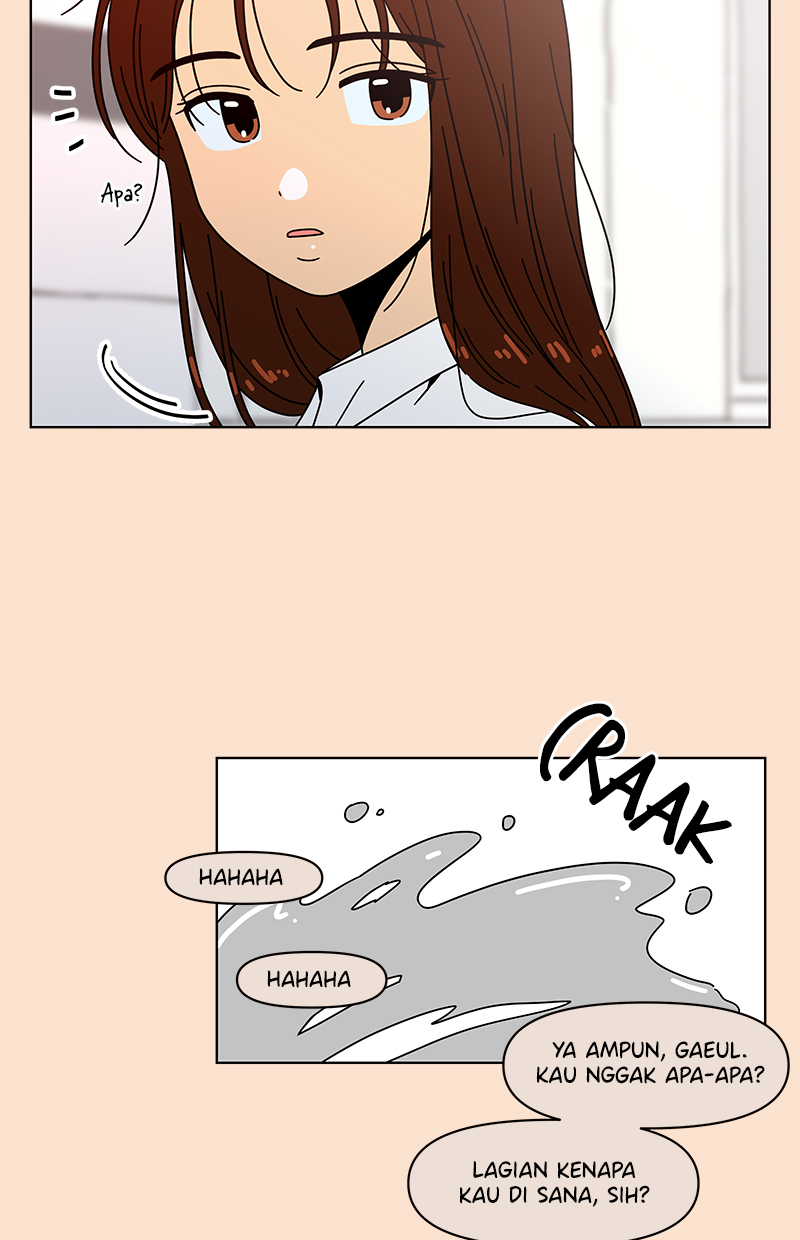 Apa?
CRAAK
HAHAHA
HAHAHA
YA AMPUN, GAEUL.
KAU NGGAK APA-APA?
LAGIAN KENAPA
KAU DI SANA, SIH?